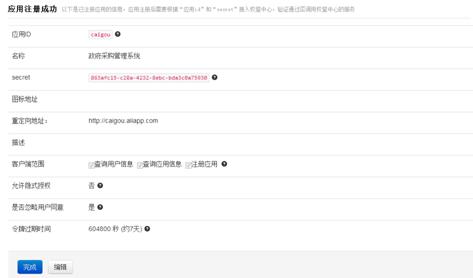 应用注册成功 以下是已注册应用的信息，应用注册后需要根据“应用id”和“secret”接入权登中心，验证通过后调用权登中心的服务
应用ID caigou
名称 政府采购管理系统
secret
图标地址
重定向地址： http://caigou.aliapp.com
描述
客户端范围 查询用户信息 查询应用信息 注册应用
允许隐式授权 否
是否忽略用户同意 是
令牌过期时间 604800 秒 (约7天)
完成 编辑